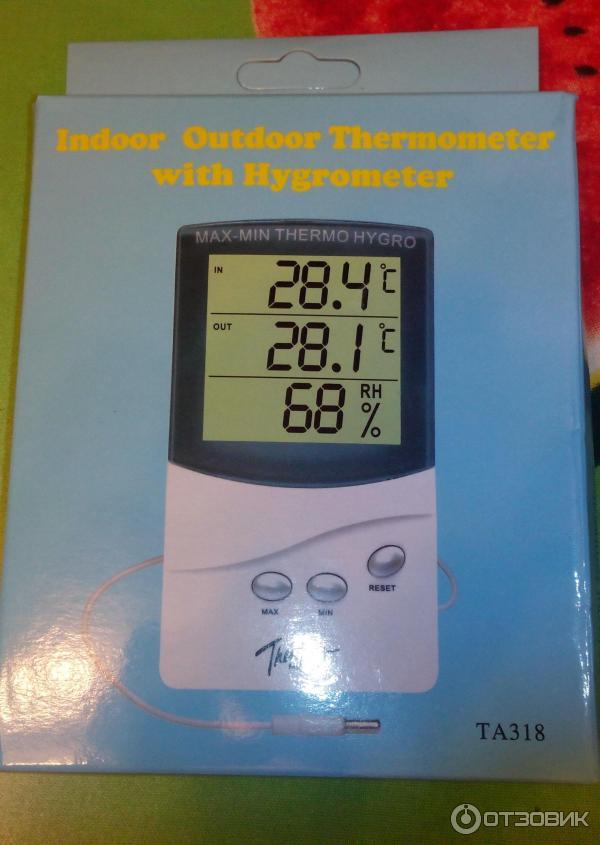 Indoor Outdoor Thermometer
with Hygrometer
MAX-MIN THERMO HYGRO
IN 28.4°C
OUT 28.1°C
68 RH %
RESET
MAX MIN
TA318
ОТЗОВИК